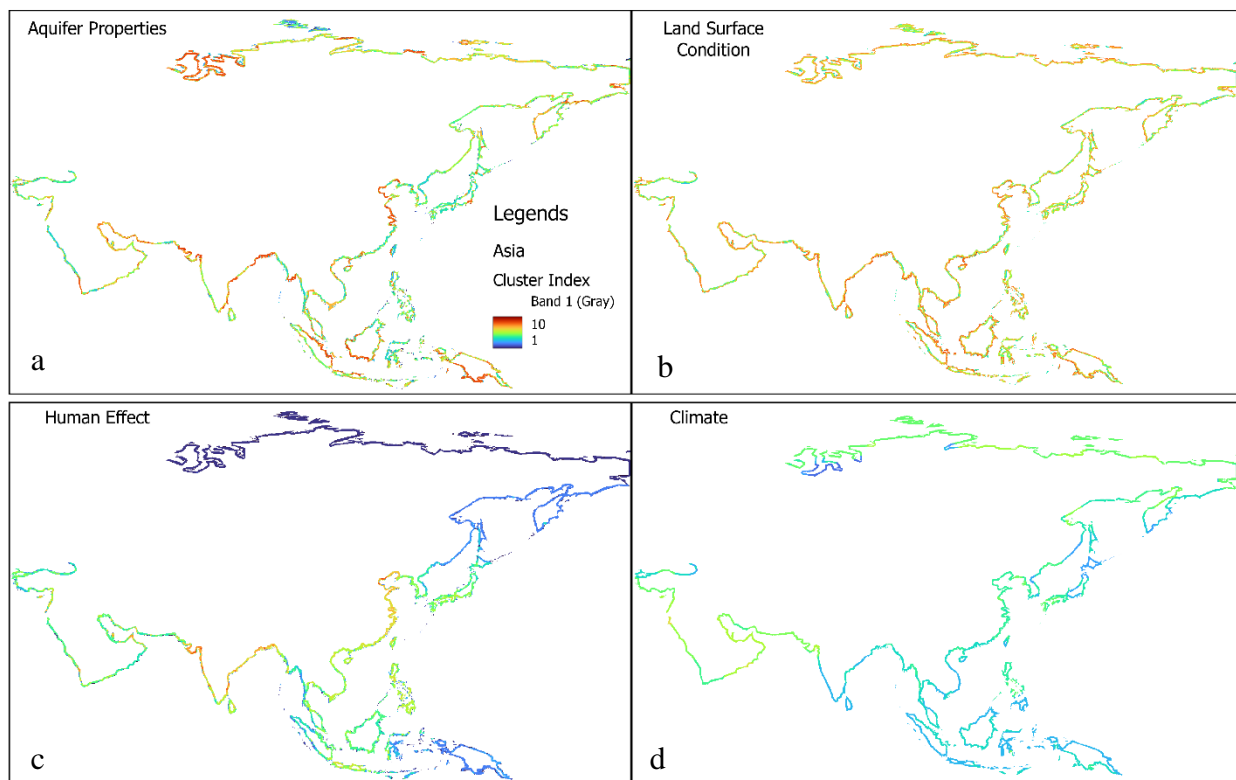 Aquifer Properties
Legends
Asia
Cluster Index
Band 1 (Gray)
10
1
a
Land Surface
Condition
b
Human Effect
c
Climate
d